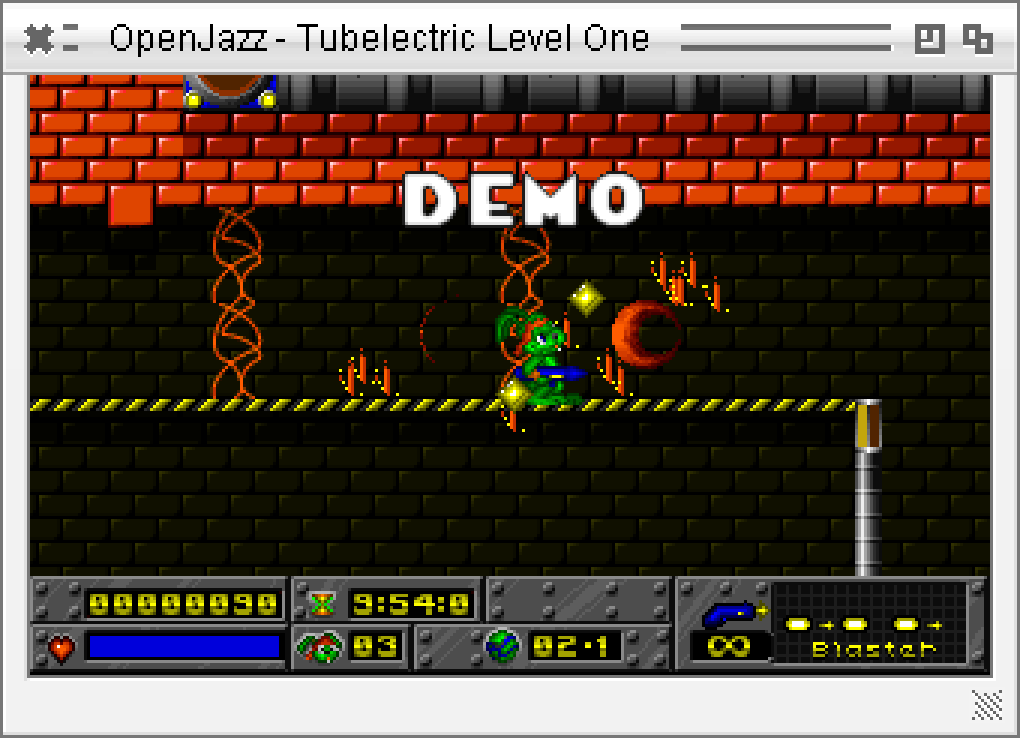 OpenJazz - Tubelectric Level One
DEMO
00000090
9:54:0
03
02·1
∞
Blaster